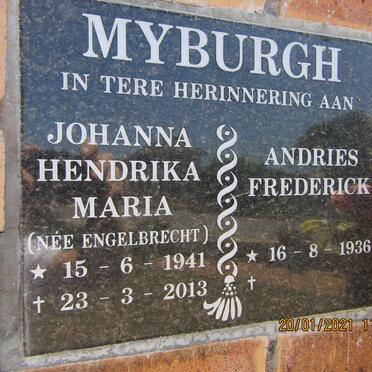 MYBURGH
IN TERE HERINNERING AAN
JOHANNA
HENDRIKA
MARIA
(NÉE ENGELBRECHT)
★ 15 - 6 - 1941
✝ 23 - 3 - 2013
ANDRIES
FREDERICK
★ 16 - 8 - 1936
✝
20/01/2021 1